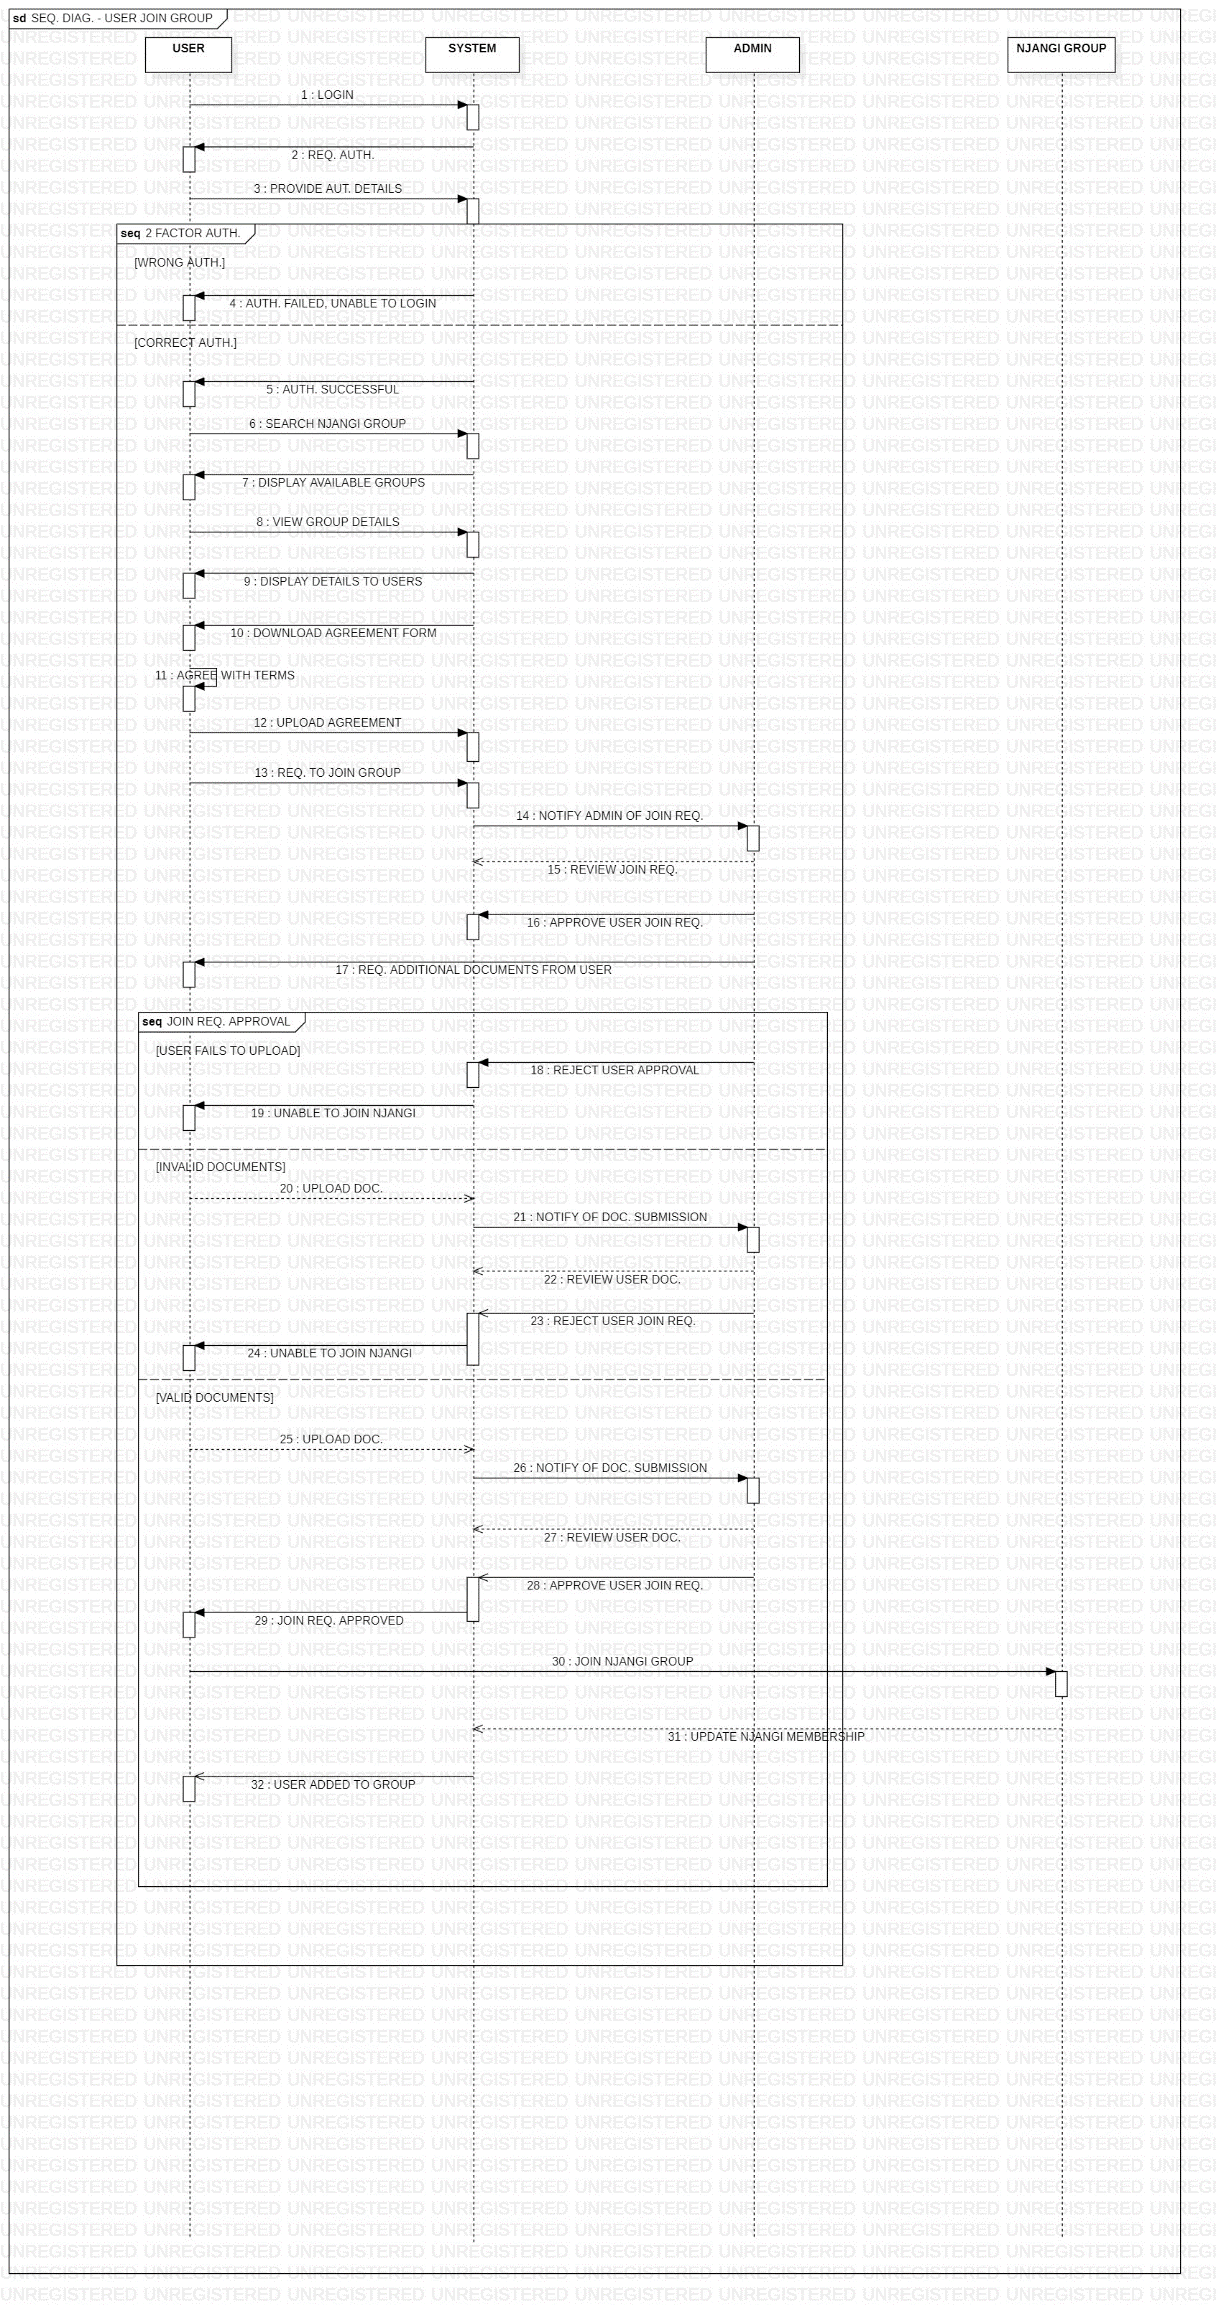 sd SEQ. DIAG. - USER JOIN GROUP
USER
SYSTEM
ADMIN
NJANGI GROUP
1 : LOGIN
2 : REQ. AUTH.
3 : PROVIDE AUT. DETAILS
seq 2 FACTOR AUTH.
[WRONG AUTH.]
4 : AUTH. FAILED, UNABLE TO LOGIN
[CORRECT AUTH.]
5 : AUTH. SUCCESSFUL
6 : SEARCH NJANGI GROUP
7 : DISPLAY AVAILABLE GROUPS
8 : VIEW GROUP DETAILS
9 : DISPLAY DETAILS TO USERS
10 : DOWNLOAD AGREEMENT FORM
11 : AGREE WITH TERMS
12 : UPLOAD AGREEMENT
13 : REQ. TO JOIN GROUP
14 : NOTIFY ADMIN OF JOIN REQ.
15 : REVIEW JOIN REQ.
16 : APPROVE USER JOIN REQ.
17 : REQ. ADDITIONAL DOCUMENTS FROM USER
seq JOIN REQ. APPROVAL
[USER FAILS TO UPLOAD]
18 : REJECT USER APPROVAL
19 : UNABLE TO JOIN NJANGI
[INVALID DOCUMENTS]
20 : UPLOAD DOC.
21 : NOTIFY OF DOC. SUBMISSION
22 : REVIEW USER DOC.
23 : REJECT USER JOIN REQ.
24 : UNABLE TO JOIN NJANGI
[VALID DOCUMENTS]
25 : UPLOAD DOC.
26 : NOTIFY OF DOC. SUBMISSION
27 : REVIEW USER DOC.
28 : APPROVE USER JOIN REQ.
29 : JOIN REQ. APPROVED
30 : JOIN NJANGI GROUP
31 : UPDATE NJANGI MEMBERSHIP
32 : USER ADDED TO GROUP
UNREGISTERED